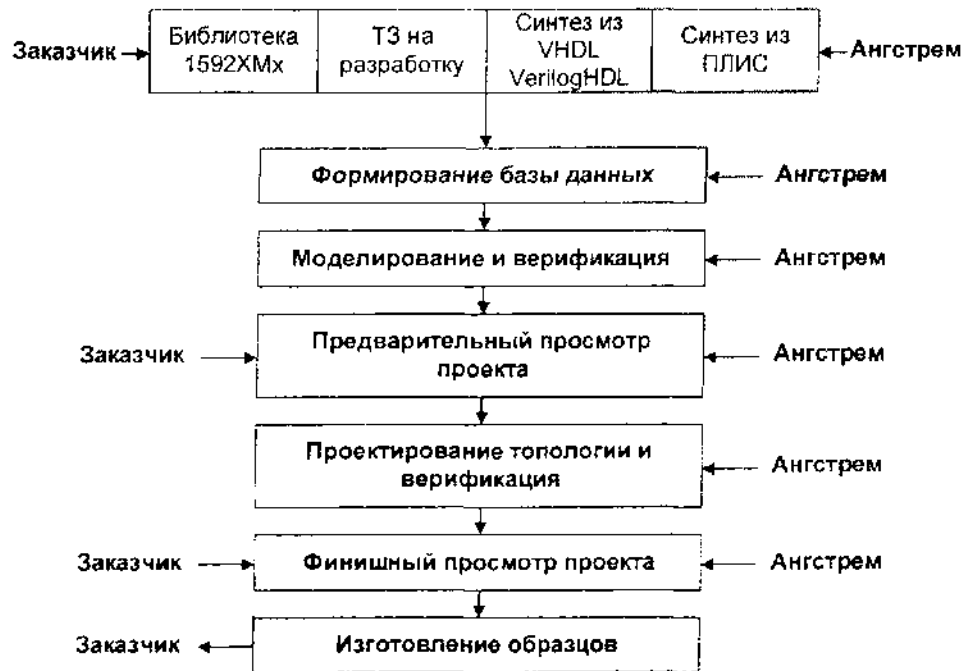 Заказчик
Библиотека
1592ХМх
ТЗ на
разработку
Синтез из
VHDL
VerilogHDL
Синтез из
ПЛИС
Ангстрем
Формирование базы данных
Ангстрем
Моделирование и верификация
Ангстрем
Заказчик
Предварительный просмотр
проекта
Ангстрем
Проектирование топологии и
верификация
Ангстрем
Заказчик
Финишный просмотр проекта
Ангстрем
Заказчик
Изготовление образцов